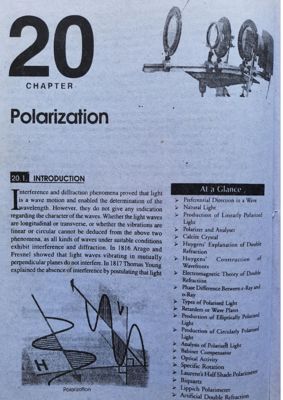 20
CHAPTER
Polarization
20.1. INTRODUCTION
Interference and diffraction phenomena proved that light
is a wave motion and enabled the determination of the
wavelength. However, they do not give any indication
regarding the character of the waves. Whether the light waves
are longitudinal or transverse, or whether the vibrations are
linear or circular cannot be deduced from the above two
phenomena, as all kinds of waves under suitable conditions
exhibit interference and diffraction. In 1816 Arago and
Fresnel showed that light waves vibrating in mutually
perpendicular planes do not interfere. In 1817 Thomas Young
explained the absence of interference by postulating that light
H
V
Polarization
At a Glance
➤ Preferential Direction in a Wave
➤ Natural Light
➤ Production of Linearly Polarized
Light
➤ Polarizer and Analyser
➤ Calcite Crystal
➤ Huygens' Explanation of Double
Refraction
➤ Huygens' Construction of
Wavefronts
➤ Electromagnetic Theory of Double
Refraction
➤ Phase Difference Between e-Ray and
o-Ray
➤ Types of Polarized Light
➤ Retarders or Wave Plates
➤ Production of Elliptically Polarized
Light
➤ Production of Circularly Polarized
Light
➤ Analysis of Polarized Light
➤ Babinet Compensator
➤ Optical Activity
➤ Specific Rotation
➤ Laurent's Half Shade Polarimeter
➤ Biquartz
➤ Lippich Polarimeter
➤ Artificial Double Refraction